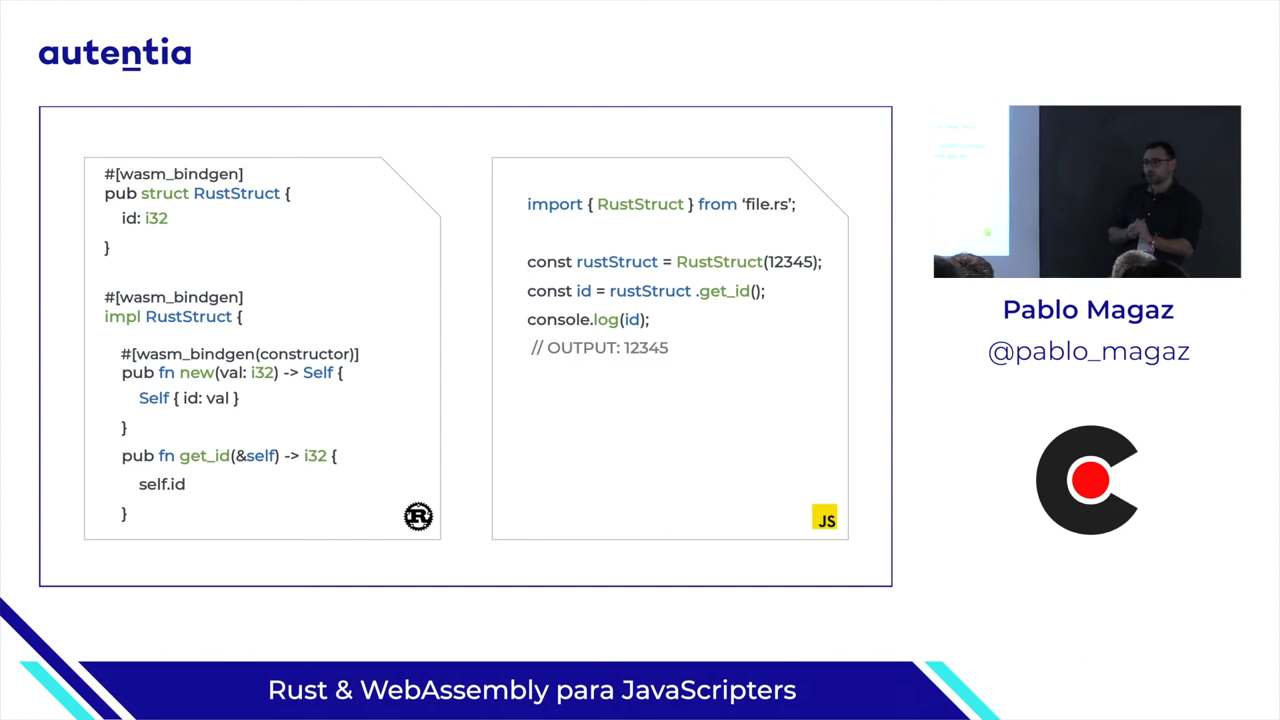 autentia
#[wasm_bindgen]
pub struct RustStruct {
id: i32
}
#[wasm_bindgen]
impl RustStruct {
#[wasm_bindgen(constructor)]
pub fn new(val: i32) -> Self {
Self { id: val }
}
pub fn get_id(&self) -> i32 {
self.id
}
R
import { RustStruct } from ‘file.rs’;
const rustStruct = RustStruct(12345);
const id = rustStruct .get_id();
console.log(id);
// OUTPUT: 12345
JS
Pablo Magaz
@pablo_magaz
Rust & WebAssembly para JavaScripters